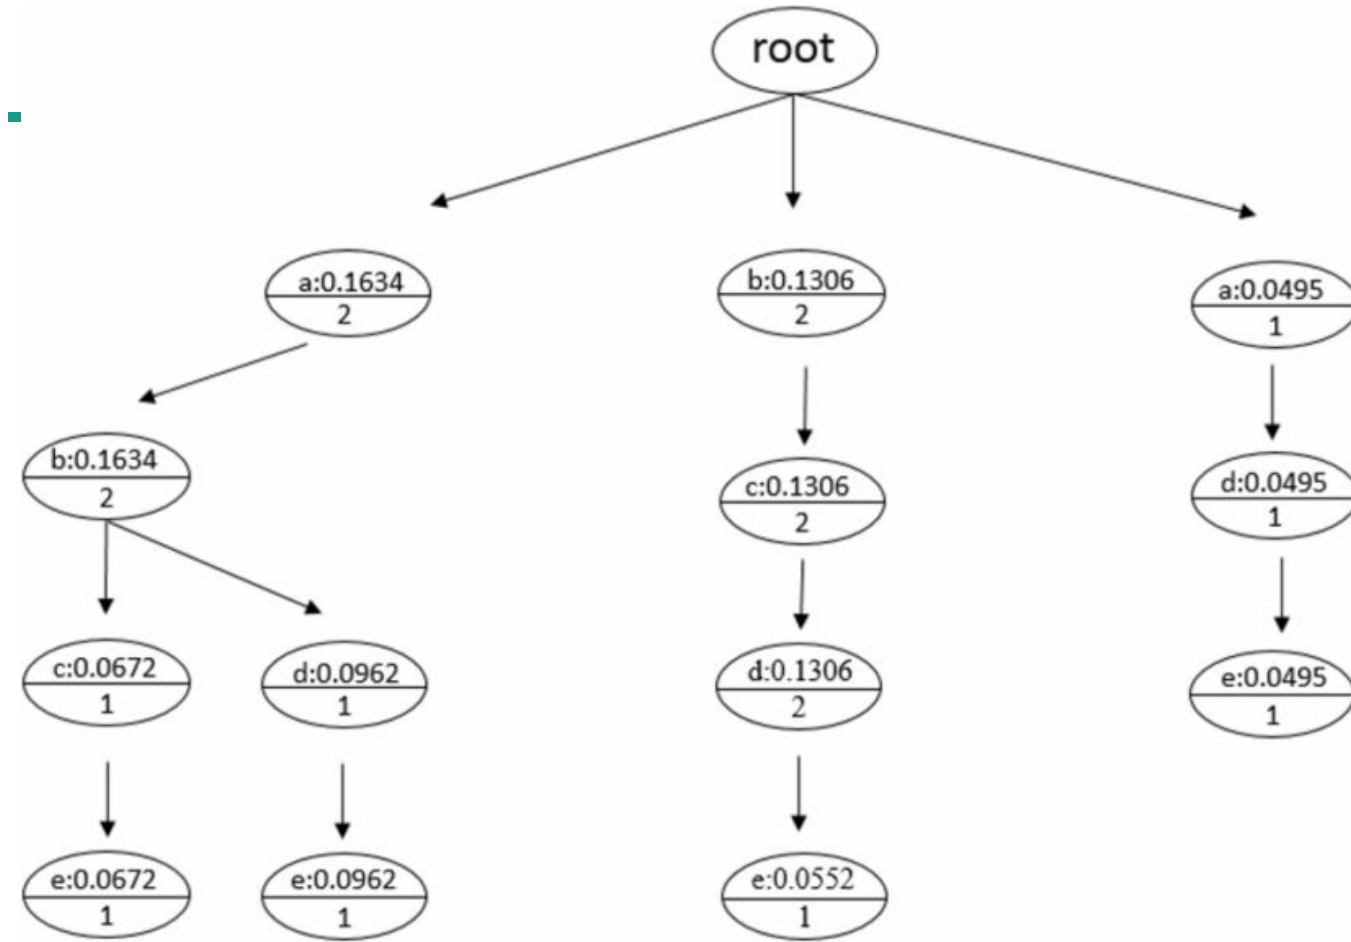 root
a:0.1634
2
b:0.1306
2
a:0.0495
1
b:0.1634
2
c:0.1306
2
d:0.0495
1
c:0.0672
1
d:0.0962
1
d:0.1306
2
e:0.0495
1
e:0.0672
1
e:0.0962
1
e:0.0552
1